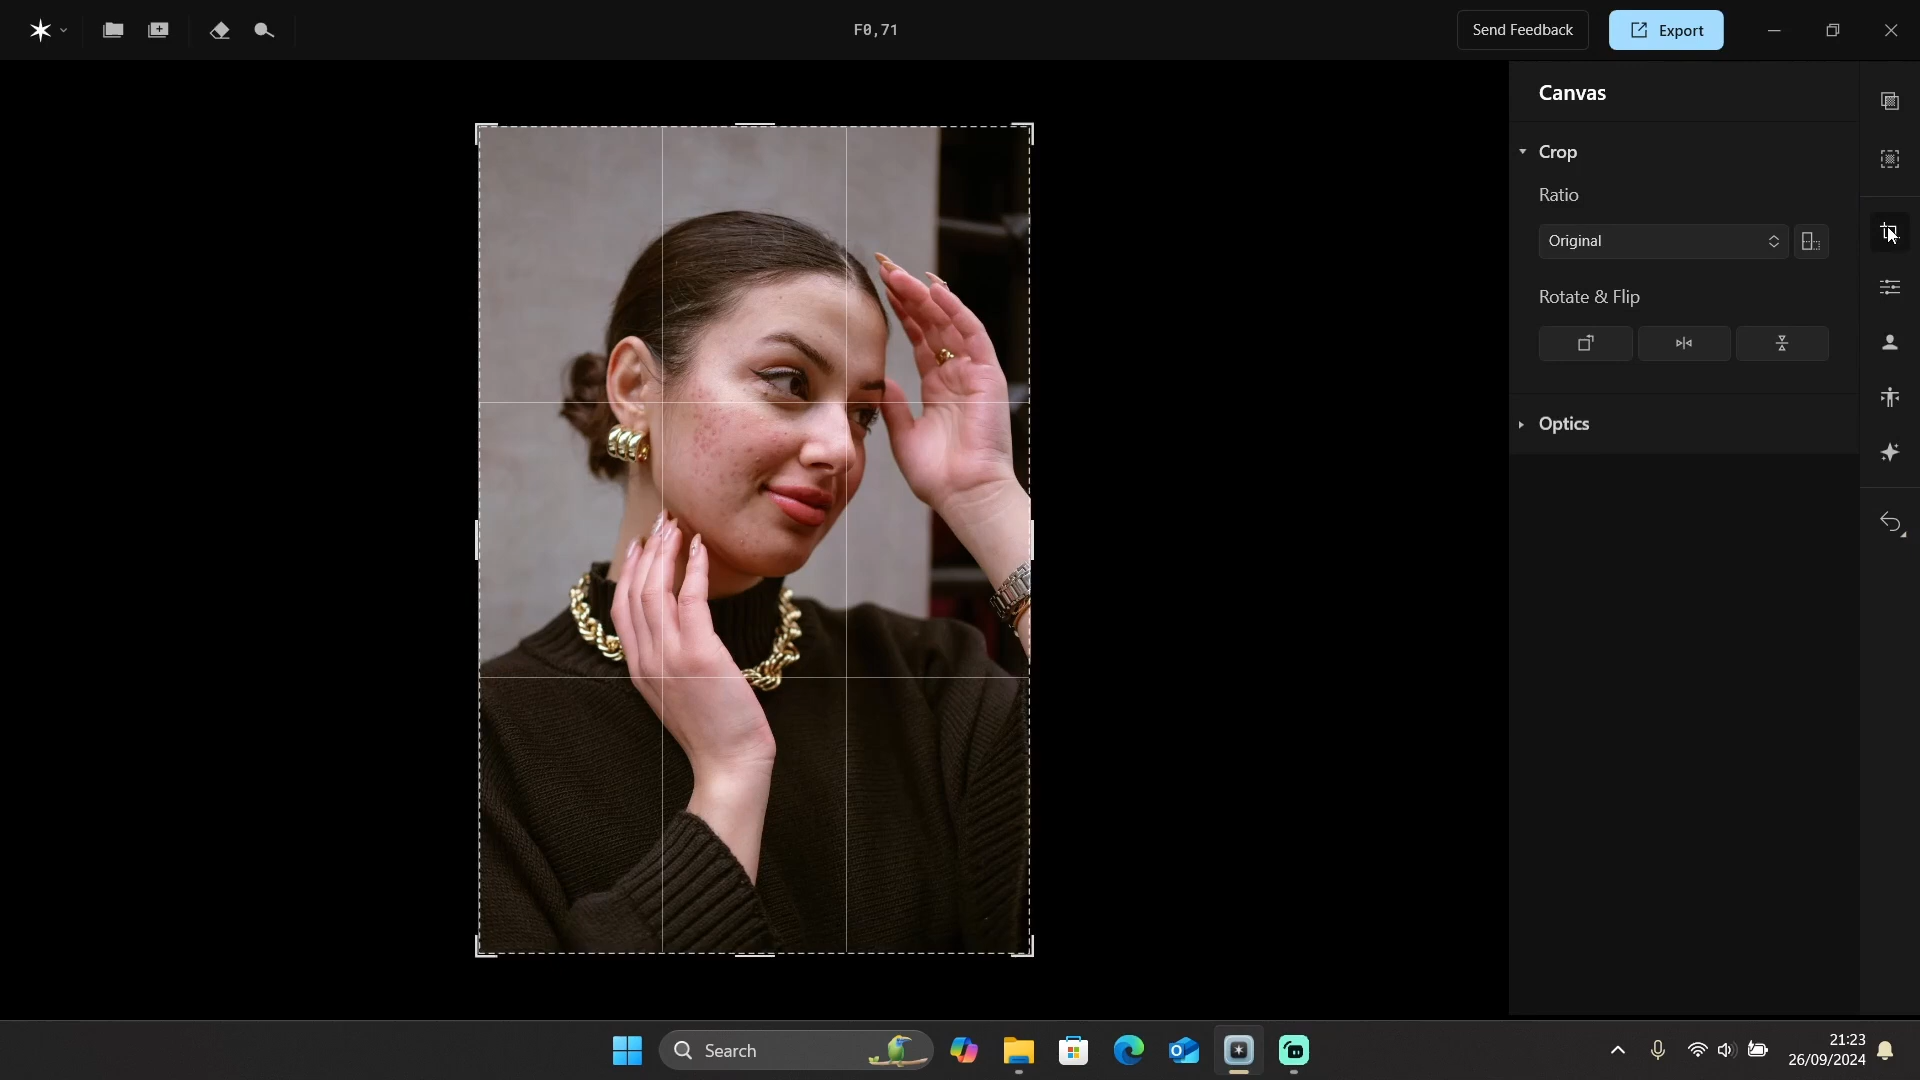 F0,71
Send Feedback
Export
Canvas
Crop
Ratio
Original
Rotate & Flip
Optics
Search
21:23
26/09/2024